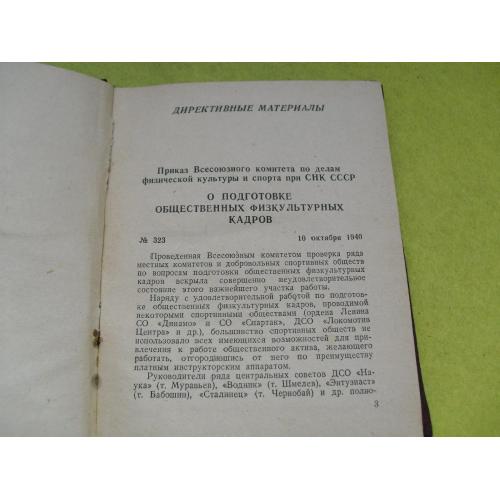 ДИРЕКТИВНЫЕ МАТЕРИАЛЫ
Приказ Всесоюзного комитета по делам
физической культуры и спорта при СНК СССР
О ПОДГОТОВКЕ
ОБЩЕСТВЕННЫХ ФИЗКУЛЬТУРНЫХ
КАДРОВ
№ 323 10 октября 1940
Проведенная Всесоюзным комитетом проверка ряда
местных комитетов и добровольных спортивных обществ
по вопросам подготовки общественных физкультурных
кадров вскрыла совершенно неудовлетворительное
состояние этого важнейшего участка работы.
Наряду с удовлетворительной работой по подготов-
ке общественных физкультурных кадров, проводимой
некоторыми спортивными обществами (ордена Ленина
СО «Динамо» и СО «Спартак», ДСО «Локомотив
Центра» и др.), большинство спортивных обществ не
использовало всех имеющихся возможностей для при-
влечения к работе общественного актива, желающего
работать, отгородившись от него по преимуществу
платным инструкторским аппаратом.
Руководители ряда центральных советов ДСО «На-
ука» (т. Муравьев), «Водник» (т. Шмелев), «Энтузиаст»
(т. Бабошин), «Сталинец» (т. Чернобай) и др. полно-
3